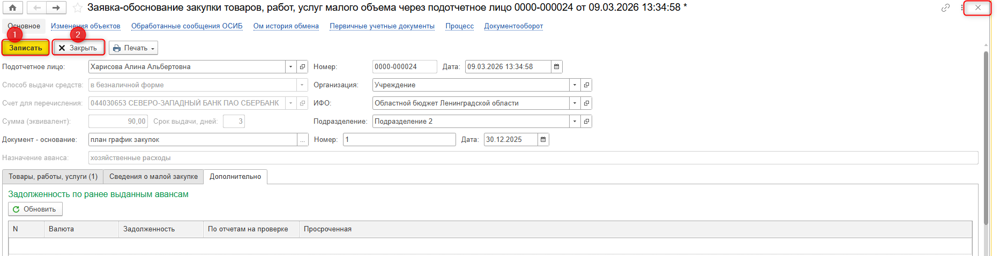 Заявка-обоснование закупки товаров, работ, услуг малого объема через подотчетное лицо 0000-000024 от 09.03.2026 13:34:58 *
Основное Изменения объектов Обработанные сообщения ОСИБ Ом история обмена Первичные учетные документы Процесс Документооборот
1 2
Записать Закрыть Печать
Подотчетное лицо: Харисова Алина Альбертовна Номер: 0000-000024 Дата: 09.03.2026 13:34:58
Способ выдачи средств: в безналичной форме Организация: Учреждение
Счет для перечисления: 044030653 СЕВЕРО-ЗАПАДНЫЙ БАНК ПАО СБЕРБАНК ИФО: Областной бюджет Ленинградской области
Сумма (эквивалент): 90,00 Срок выдачи, дней: 3 Подразделение: Подразделение 2
Документ - основание: план график закупок ... Номер: 1 Дата: 30.12.2025
Назначение аванса: хозяйственные расходы
Товары, работы, услуги (1) Сведения о малой закупке Дополнительно
Задолженность по ранее выданным авансам
Обновить
N Валюта Задолженность По отчетам на проверке Просроченная